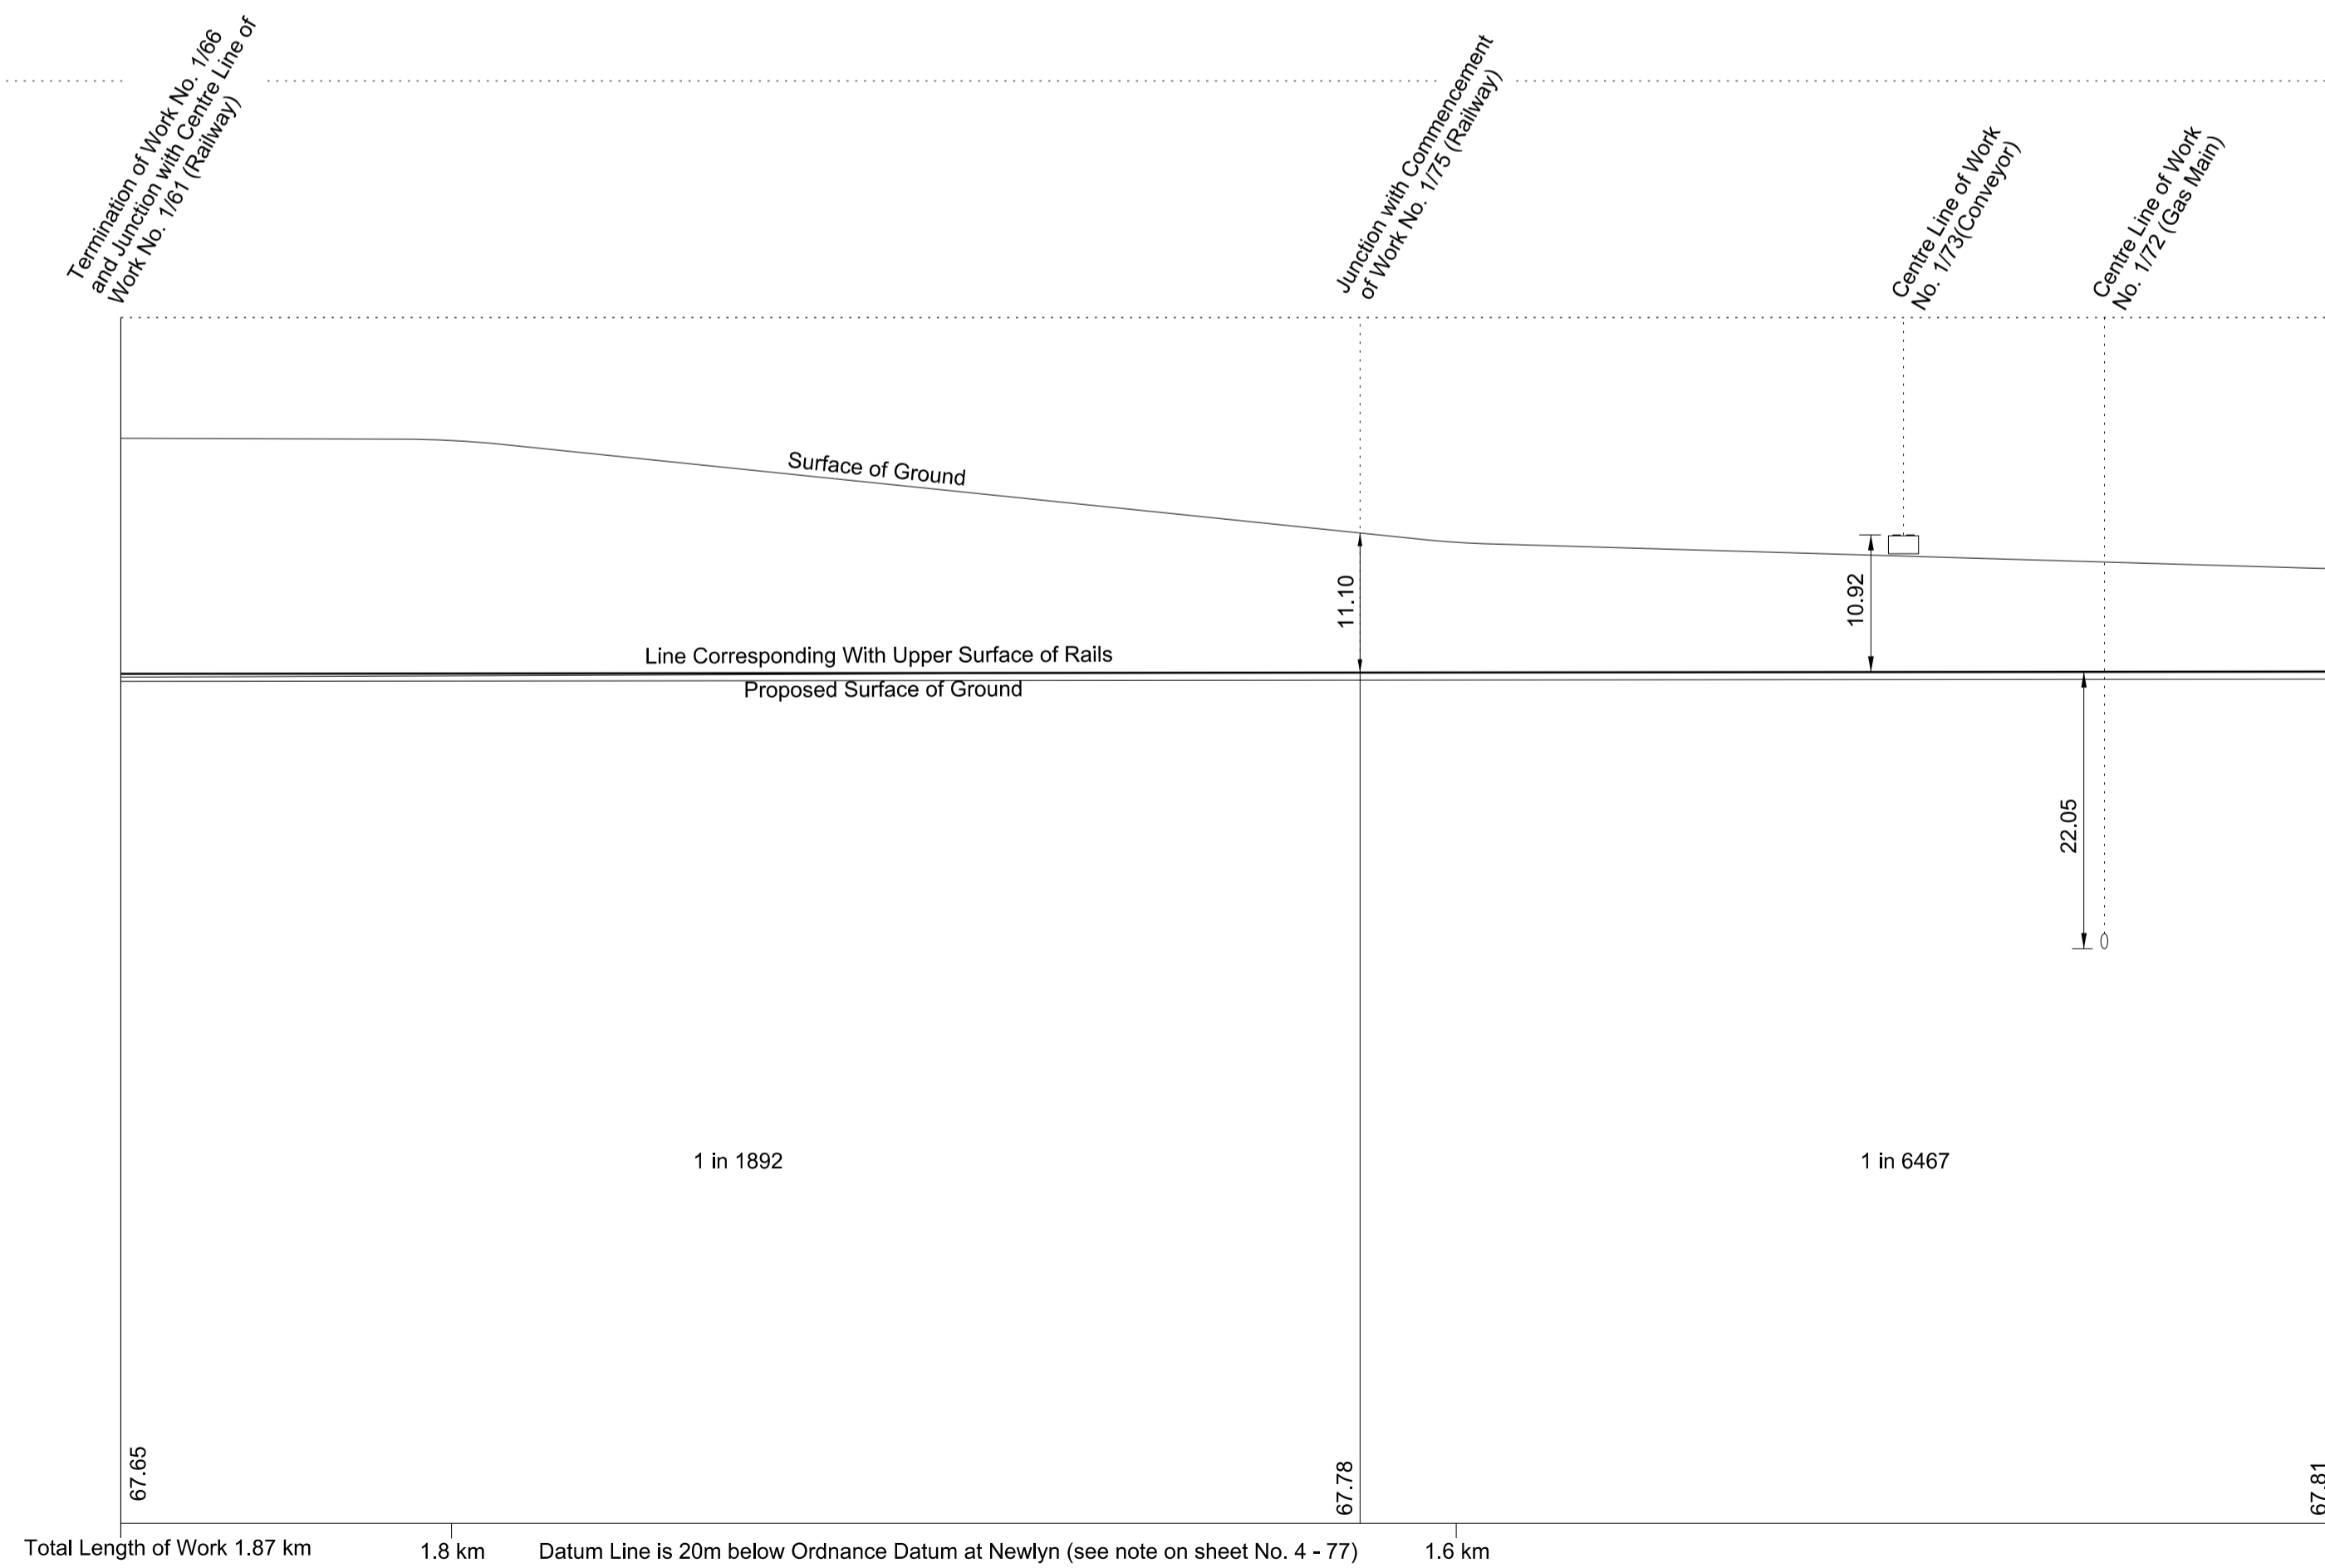 Termination of Work No. 1/66
and Junction with Centre Line of
Work No. 1/61 (Railway)
Junction with Commencement
of Work No. 1/75 (Railway)
Centre Line of Work
No. 1/73(Conveyor)
Centre Line of Work
No. 1/72 (Gas Main)
Surface of Ground
11.10
10.92
Line Corresponding With Upper Surface of Rails
Proposed Surface of Ground
22.05
1 in 1892
1 in 6467
67.65
67.78
67.81
Total Length of Work 1.87 km
1.8 km
Datum Line is 20m below Ordnance Datum at Newlyn (see note on sheet No. 4 - 77)
1.6 km